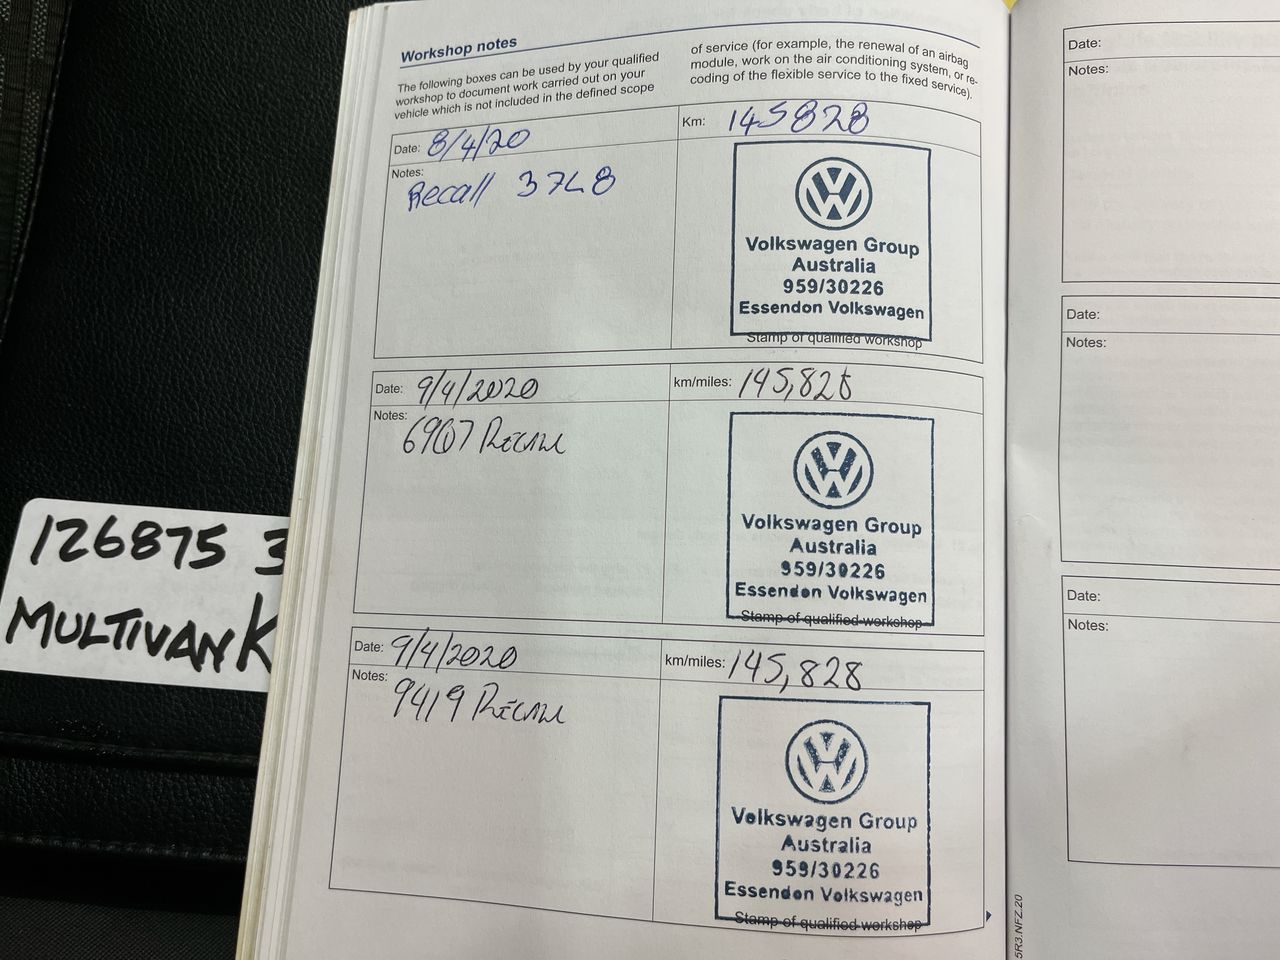 Workshop notes
The following boxes can be used by your qualified
workshop to document work carried out on your
vehicle which is not included in the defined scope
of service (for example, the renewal of an airbag
module, work on the air conditioning system, or re-
coding of the flexible service to the fixed service).
Date: 8/4/20
Km: 145828
Notes:
Recall 37L8
Volkswagen Group
Australia
959/30226
Essendon Volkswagen
Stamp of qualified workshop
Date: 9/4/2020
km/miles: 145,828
Notes:
69Q7 RECALL
Volkswagen Group
Australia
959/30226
Essendon Volkswagen
Stamp of qualified workshop
Date: 9/4/2020
km/miles: 145,828
Notes:
9419 RECALL
Volkswagen Group
Australia
959/30226
Essendon Volkswagen
Stamp of qualified workshop
Date:
Notes:
Date:
Notes:
Date:
Notes:
5R3.NFZ.20
126875 3
MULTIVAN K